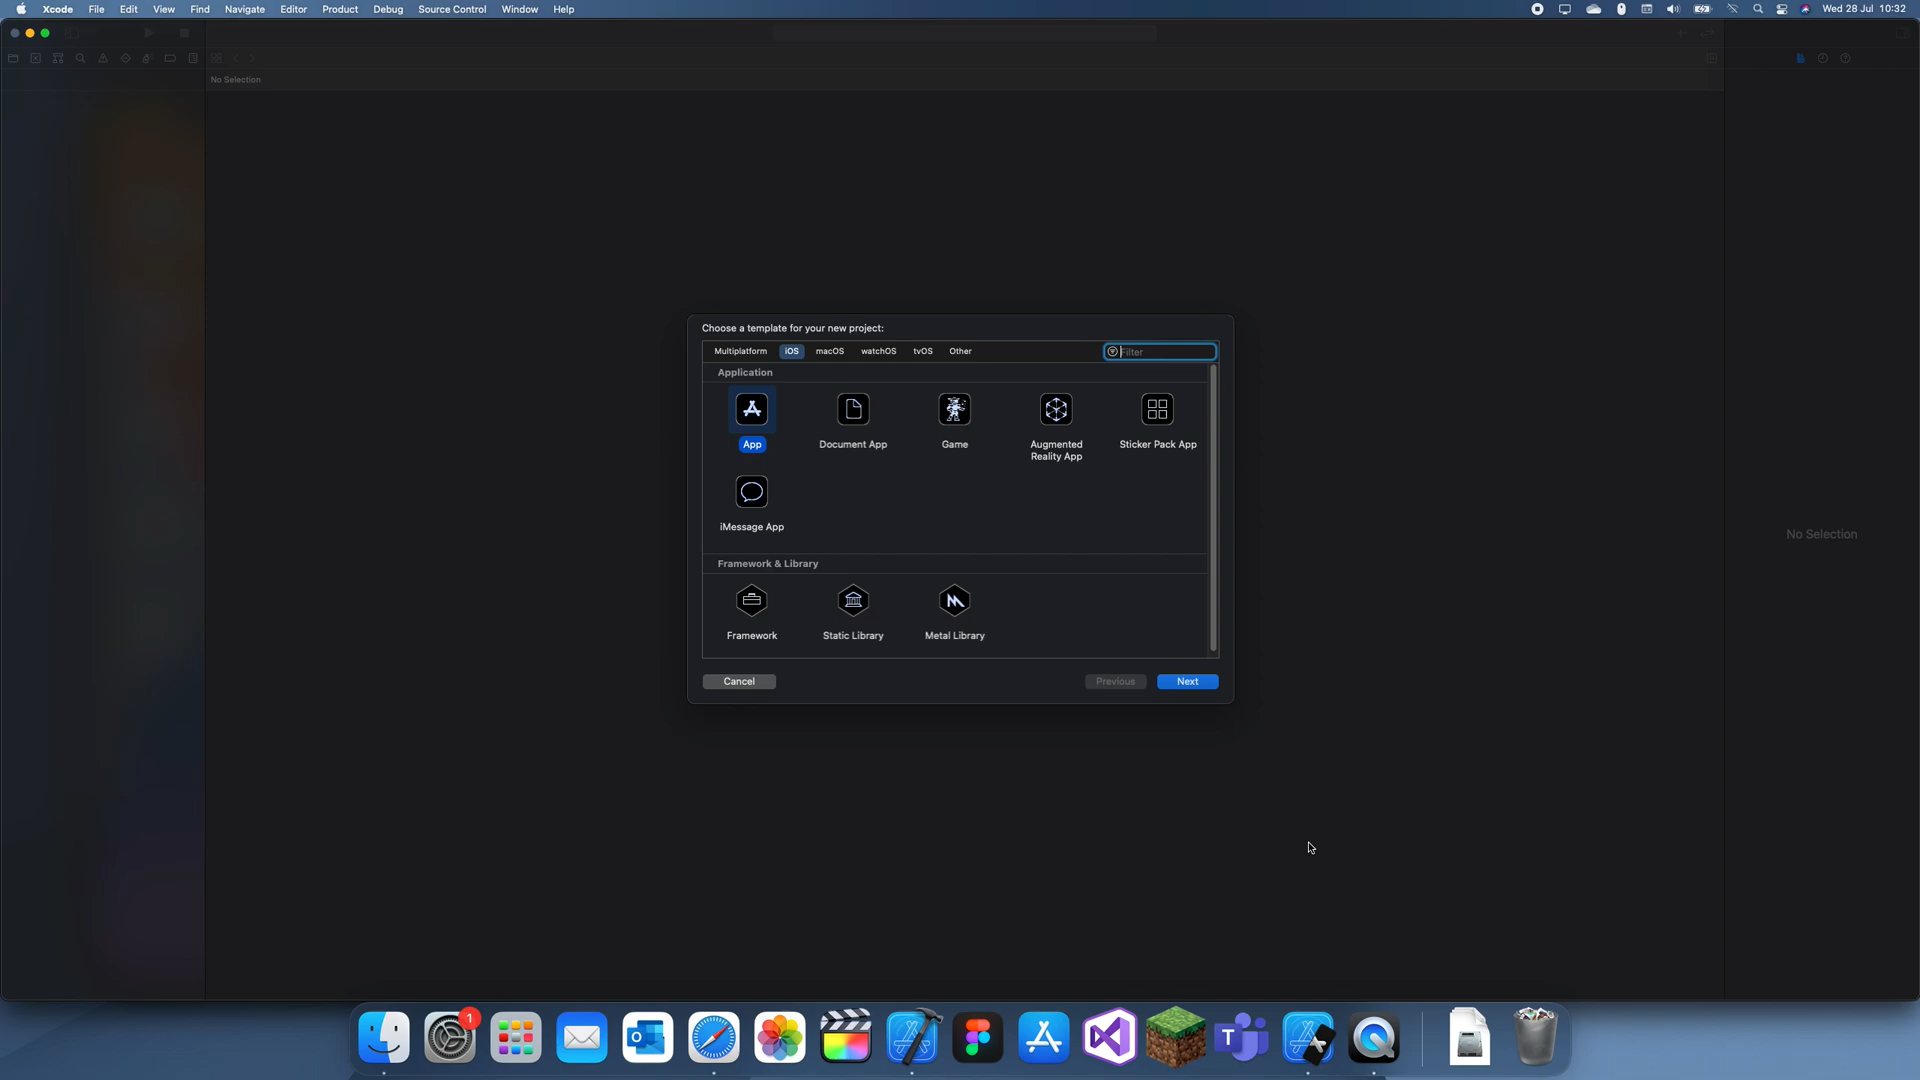 Xcode File Edit View Find Navigate Editor Product Debug Source Control Window Help Wed 28 Jul 10:32
No Selection
Choose a template for your new project:
Multiplatform iOS macOS watchOS tvOS Other Filter
Application
App Document App Game Augmented Reality App Sticker Pack App
iMessage App
No Selection
Framework & Library
Framework Static Library Metal Library
Cancel Previous Next
1